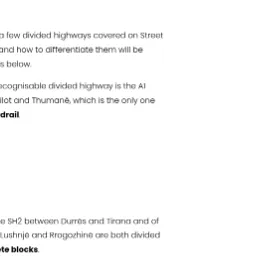 a few divided highways covered on Street
and how to differentiate them will be
s below.
ecognisable divided highway is the A1
ilot and Thumanë, which is the only one
drail.
e SH2 between Durrës and Tirana and of
Lushnjë and Rrogozhinë are both divided
te blocks.